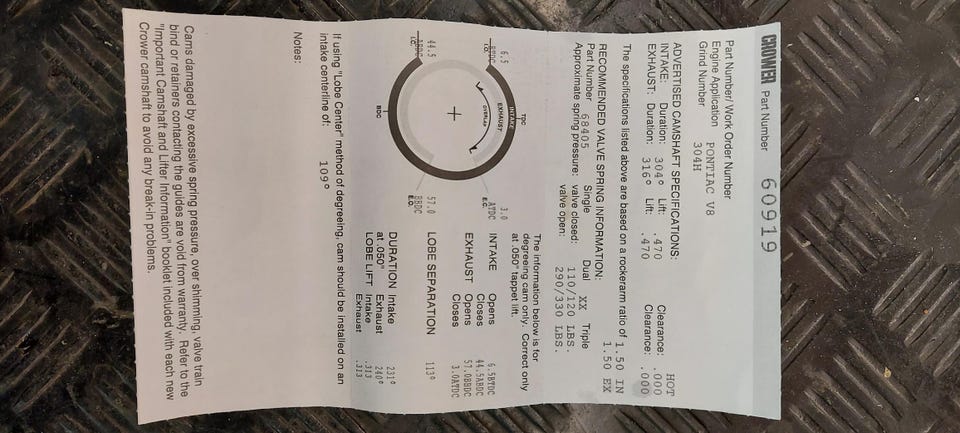 CROWER Part Number 60919
Part Number/ Work Order Number
Engine Application PONTIAC V8
Grind Number 304H
ADVERTISED CAMSHAFT SPECIFICATIONS: HOT
INTAKE: Duration: 304° Lift: .470 Clearance: .000
EXHAUST: Duration: 316° Lift: .470 Clearance: .000
The specifications listed above are based on a rockerarm ratio of 1.50 IN
1.50 EX
RECOMMENDED VALVE SPRING INFORMATION:
Part Number 68405 Single Dual XX Triple
Approximate spring pressure: valve closed: 110/120 LBS.
valve open: 290/330 LBS.
The information below is for
degreeing cam only. Correct only
at .050" tappet lift.
6.5
BTDC
I.O.
TDC
3.0
ATDC
E.C.
INTAKE
EXHAUST
OVERLAP
44.5
ABDC
I.C.
BDC
57.0
BBDC
E.O.
INTAKE Opens 6.5BTDC
Closes 44.5ABDC
EXHAUST Opens 57.0BBDC
Closes 3.0ATDC
LOBE SEPARATION 113°
DURATION Intake 231°
at .050" Exhaust 240°
LOBE LIFT Intake .313
Exhaust .313
If using "Lobe Center" method of degreeing, cam should be installed on an
intake centerline of: 109°
Notes:
Cams damaged by excessive spring pressure, over shimming, valve train
bind or retainers contacting the guides are void from warranty. Refer to the
"Important Camshaft and Lifter Information" booklet included with each new
Crower camshaft to avoid any break-in problems.